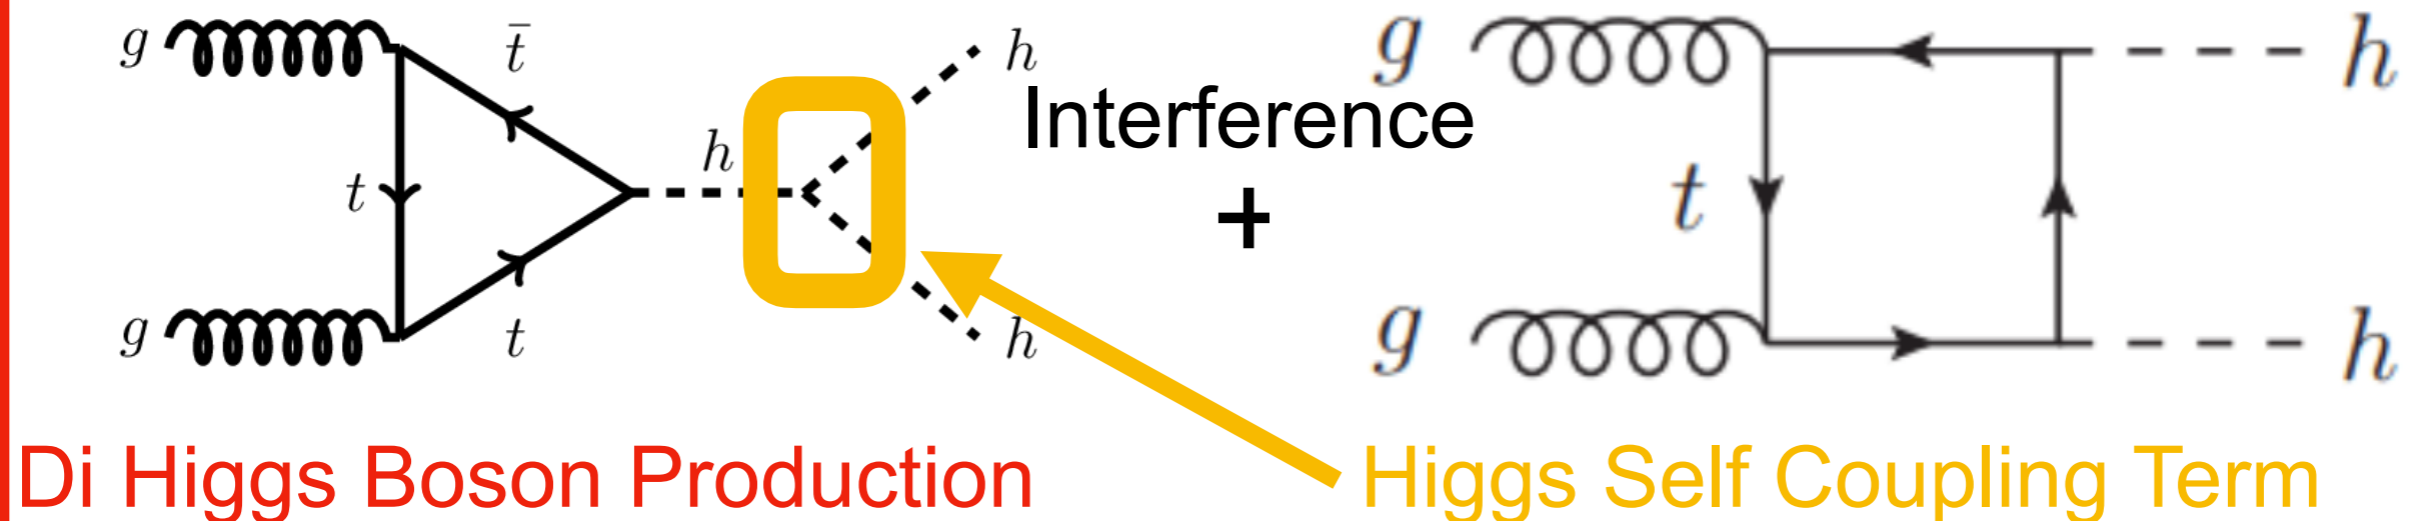 g
t̄
h
h
Interference
g
h
t
+
t
g
t
h
g
h
Di Higgs Boson Production
Higgs Self Coupling Term